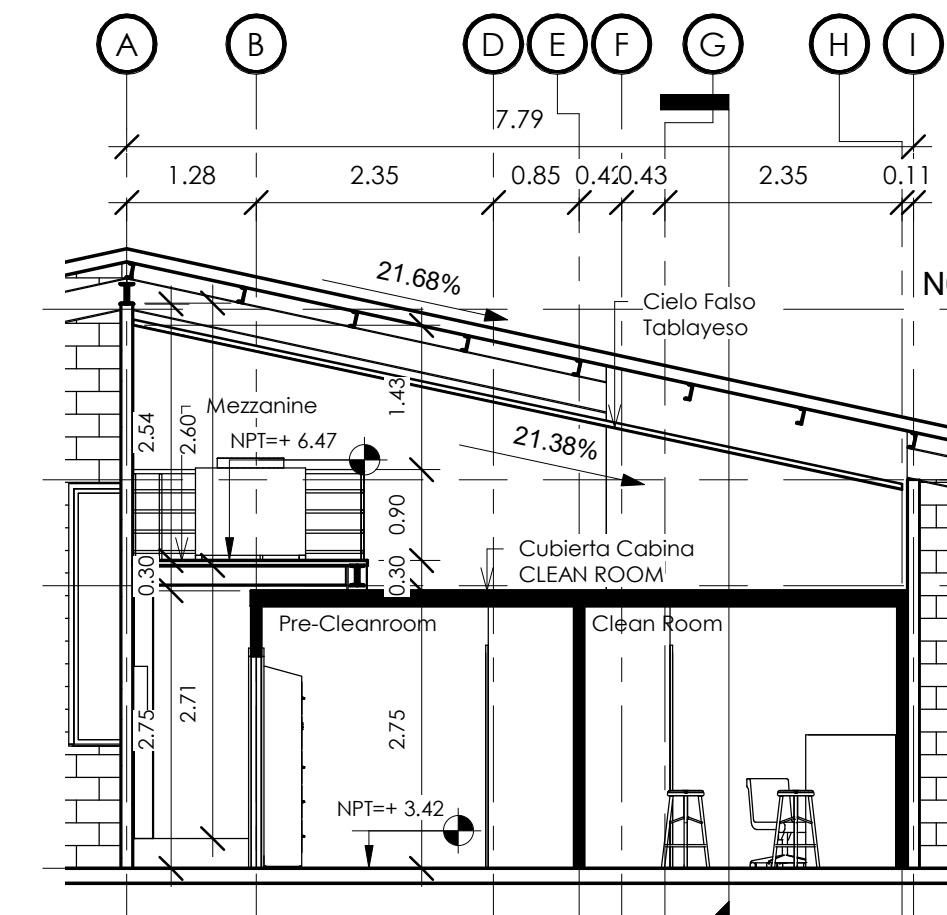 A B D E F G H I
7.79
1.28 2.35 0.85 0.42 0.43 2.35 0.11
21.68%
Cielo Falso
Tablayeso
1.43
Mezzanine
2.54
2.60
NPT=+ 6.47
21.38%
0.90
Cubierta Cabina
CLEAN ROOM
0.30
0.30
Pre-Cleanroom
Clean Room
2.75
2.71
2.75
NPT=+ 3.42